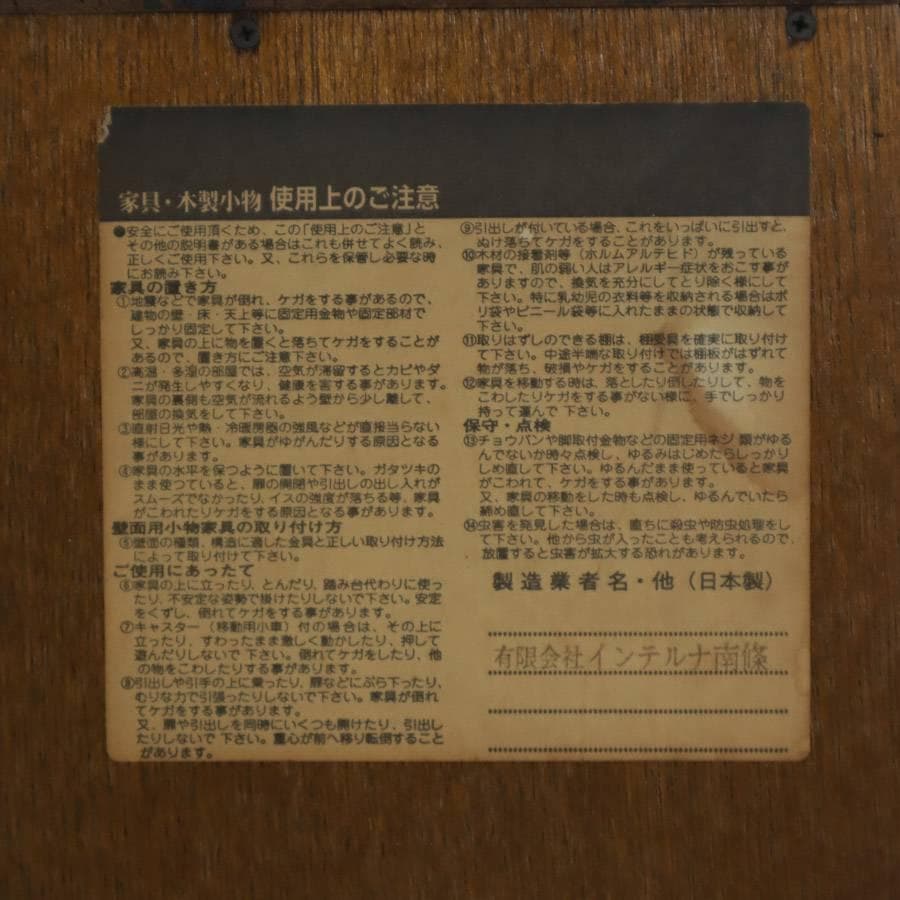 家具・木製小物 使用上のご注意
●安全にご使用頂くため、この「使用上のご注意」と
その他の説明書がある場合はこれも併せてよく読み、
正しくご使用下さい。又、これらを保管し必要な時
にお読み下さい。
家具の置き方
①地震などで家具が倒れ、ケガをする事があるので、
建物の壁・床・天上等に固定用金物や固定部材で
しっかり固定して下さい。
又、家具の上に物を置くと落ちてケガをすることが
あるので、置き方にご注意下さい。
②高温・多湿の部屋では、空気が滞留するとカビやダ
ニが発生しやすくなり、健康を害する事があります。
家具の裏側も空気が流れるよう壁から少し離して、
部屋の換気をして下さい。
③直射日光や熱・冷暖房器の強風などが直接当らない
様にして下さい。家具がゆがんだりする原因となる
事があります。
④家具の水平を保つように置いて下さい。ガタツキの
まま使つていると、扉の開閉や引出しの出し入れが
スムーズでなかったり、イスの強度が落ちる等、家具
がこわれたりケガをする原因となる事があります。
壁面用小物家具の取り付け方
⑤壁面の種類、構造に適した金具と正しい取り付け方法
によって取り付けて下さい。
ご使用にあったて
⑥家具の上に立ったり、とんだり、踏み台代わりに使っ
たり、不安定な姿勢で掛けたりしないで下さい。安定
をくずし、倒れてケガをする事があります。
⑦キャスター（移動用小車）付の場合は、その上に
立ったり、すわったまま激しく動かしたり、押して
遊んだりしないで 下さい。倒れてケガをしたり、他
の物をこわしたりする事があります。
⑧引出しや引手の上に乗ったり、扉などにぶら下ったり、
むりな力で引張ったりしないで下さい。家具が倒れ
てケガをする事があります。
又、扉や引出しを同時にいくつも開けたり、引出し
たりしないで 下さい。重心が前へ移り転倒すること
があります。
⑨引出しが付いている場合、これをいっぱいに引出すと、
ぬけ落ちてケガをすることがあります。
⑩木材の接着剤等（ホルムアルテヒド）が残っている
家具で、肌の弱い人はアレルギー症状をおこす事が
ありますので、換気を充分にしてとり除く様にして
下さい。特に乳幼児の衣料等を収納される場合はポ
リ袋やビニール袋等に入れたままの状態で収納して
下さい。
⑪取りはずしのできる棚は、棚受具を確実に取り付け
て下さい。中途半端な取り付けでは棚板がはずれて
物が落ち、破損やケガをすることがあります。
⑫家具を移動する時は、落としたり倒したりして、物を
こわしたりケガをする事がない様に、手でしっかり
持って運んで 下さい。
保守・点検
⑬チョウバンや脚取付金物などの固定用ネジ 類がゆる
んでないか時々点検し、ゆるみはじめたらしっかり
しめ直して下さい。ゆるんだまま使っていると家具
がこわれて、ケガをする事があります。
又、家具の移動をした時も点検し、ゆるんでいたら
締め直して下さい。
⑭虫害を発見した場合は、直ちに殺虫や防虫処理をし
て下さい。他から虫が入ったことも考えられるので、
放置すると虫害が拡大する恐れがあります。
製造業者名・他（日本製）
有限会社インテルナ南條